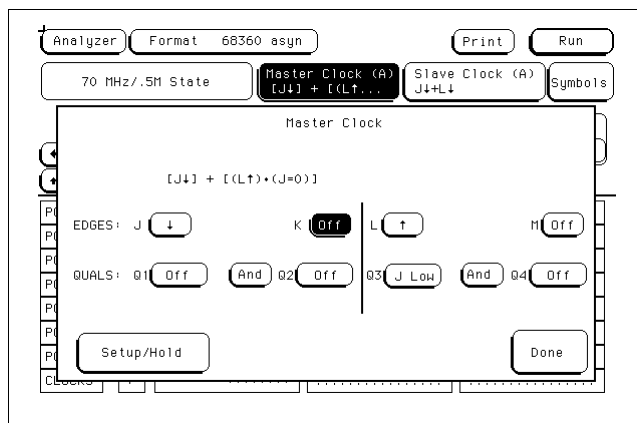 Analyzer Format 68360 asyn Print Run
70 MHz/.5M State Master Clock (A) Slave Clock (A) Symbols
[J↓] + [(L↑... J↓+L↓
Master Clock
[J↓] + [(L↑)•(J=0)]
EDGES: J ↓ K Off L ↑ M Off
QUALS: Q1 Off And Q2 Off Q3 J Low And Q4 Off
Setup/Hold Done